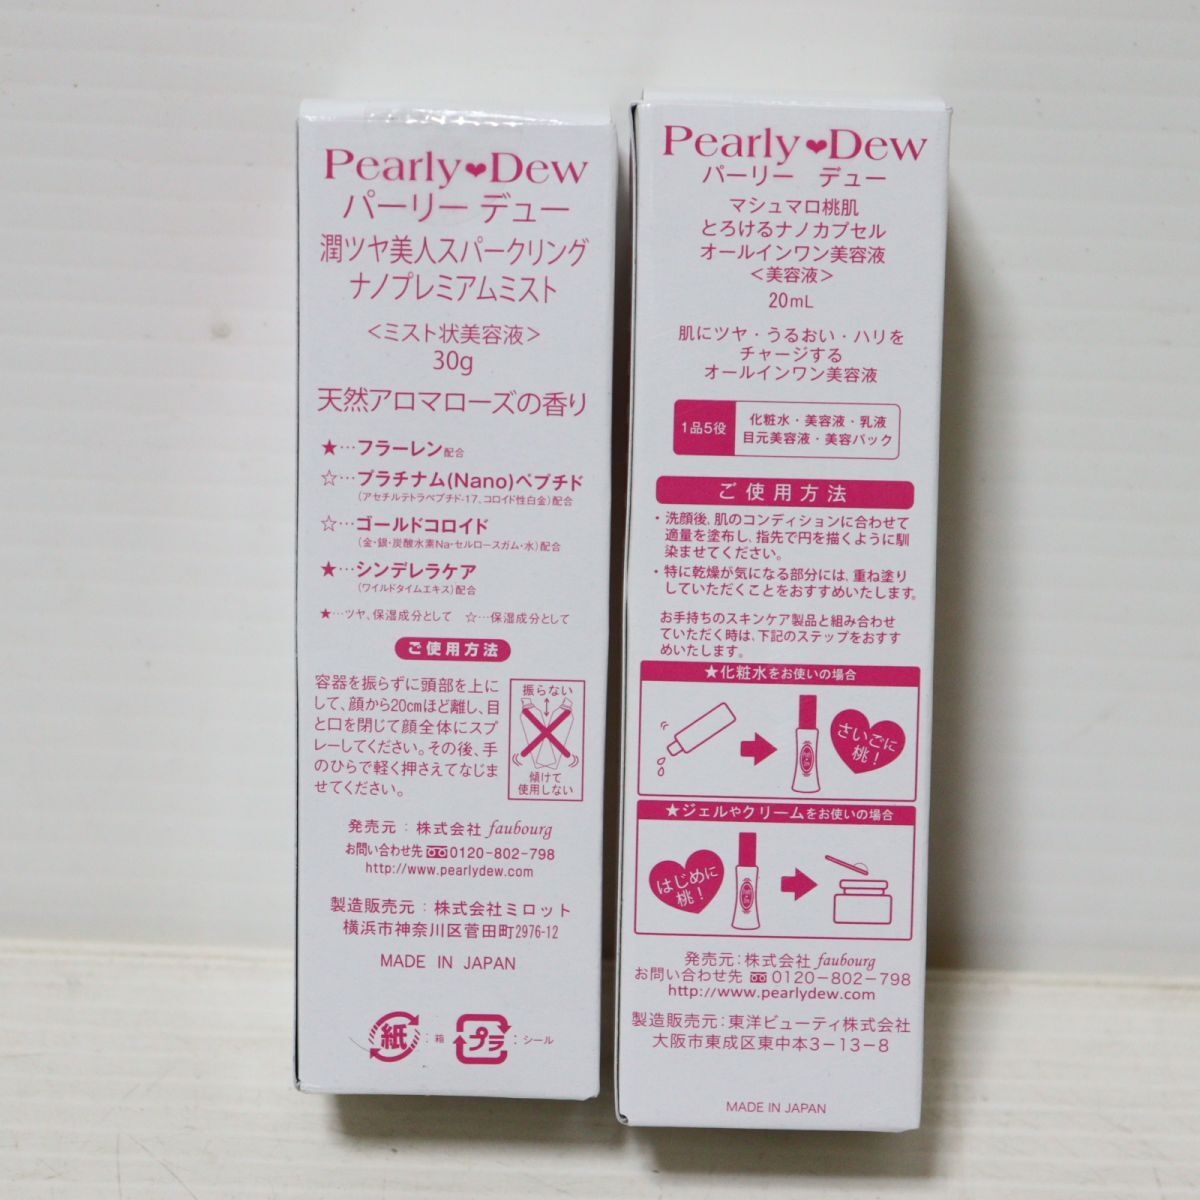 Pearly❤Dew
パーリー デュー
潤ツヤ美人スパークリング
ナノプレミアムミスト
＜ミスト状美容液＞
30g
天然アロマローズの香り
★…フラーレン配合
☆…プラチナム(Nano)ペプチド
（アセチルテトラペプチド-17、コロイド性白金）配合
☆…ゴールドコロイド
（金・銀・炭酸水素Na・セルロースガム・水）配合
★…シンデレラケア
（ワイルドタイムエキス）配合
★…ツヤ、保湿成分として　☆…保湿成分として
ご使用方法
容器を振らずに頭部を上に
して、顔から20cmほど離し、目
と口を閉じて顔全体にスプ
レーしてください。その後、手
のひらで軽く押さえてなじま
せてください。
振らない
傾けて
使用しない
発売元：株式会社 faubourg
お問い合わせ先 0120-802-798
http://www.pearlydew.com
製造販売元：株式会社ミロット
横浜市神奈川区菅田町2976-12
MADE IN JAPAN
紙：箱 プラ：シール
Pearly❤Dew
パーリー　デュー
マシュマロ桃肌
とろけるナノカプセル
オールインワン美容液
＜美容液＞
20mL
肌にツヤ・うるおい・ハリを
チャージする
オールインワン美容液
1品5役
化粧水・美容液・乳液
目元美容液・美容パック
ご使用方法
・洗顔後、肌のコンディションに合わせて
適量を塗布し、指先で円を描くように馴
染ませてください。
・特に乾燥が気になる部分には、重ね塗り
していただくことをおすすめいたします。
お手持ちのスキンケア製品と組み合わせ
ていただく時は、下記のステップをおすす
めいたします。
★化粧水をお使いの場合
さいごに
桃！
★ジェルやクリームをお使いの場合
はじめに
桃！
発売元：株式会社 faubourg
お問い合わせ先 0120-802-798
http://www.pearlydew.com
製造販売元：東洋ビューティ株式会社
大阪市東成区東中本3-13-8
MADE IN JAPAN